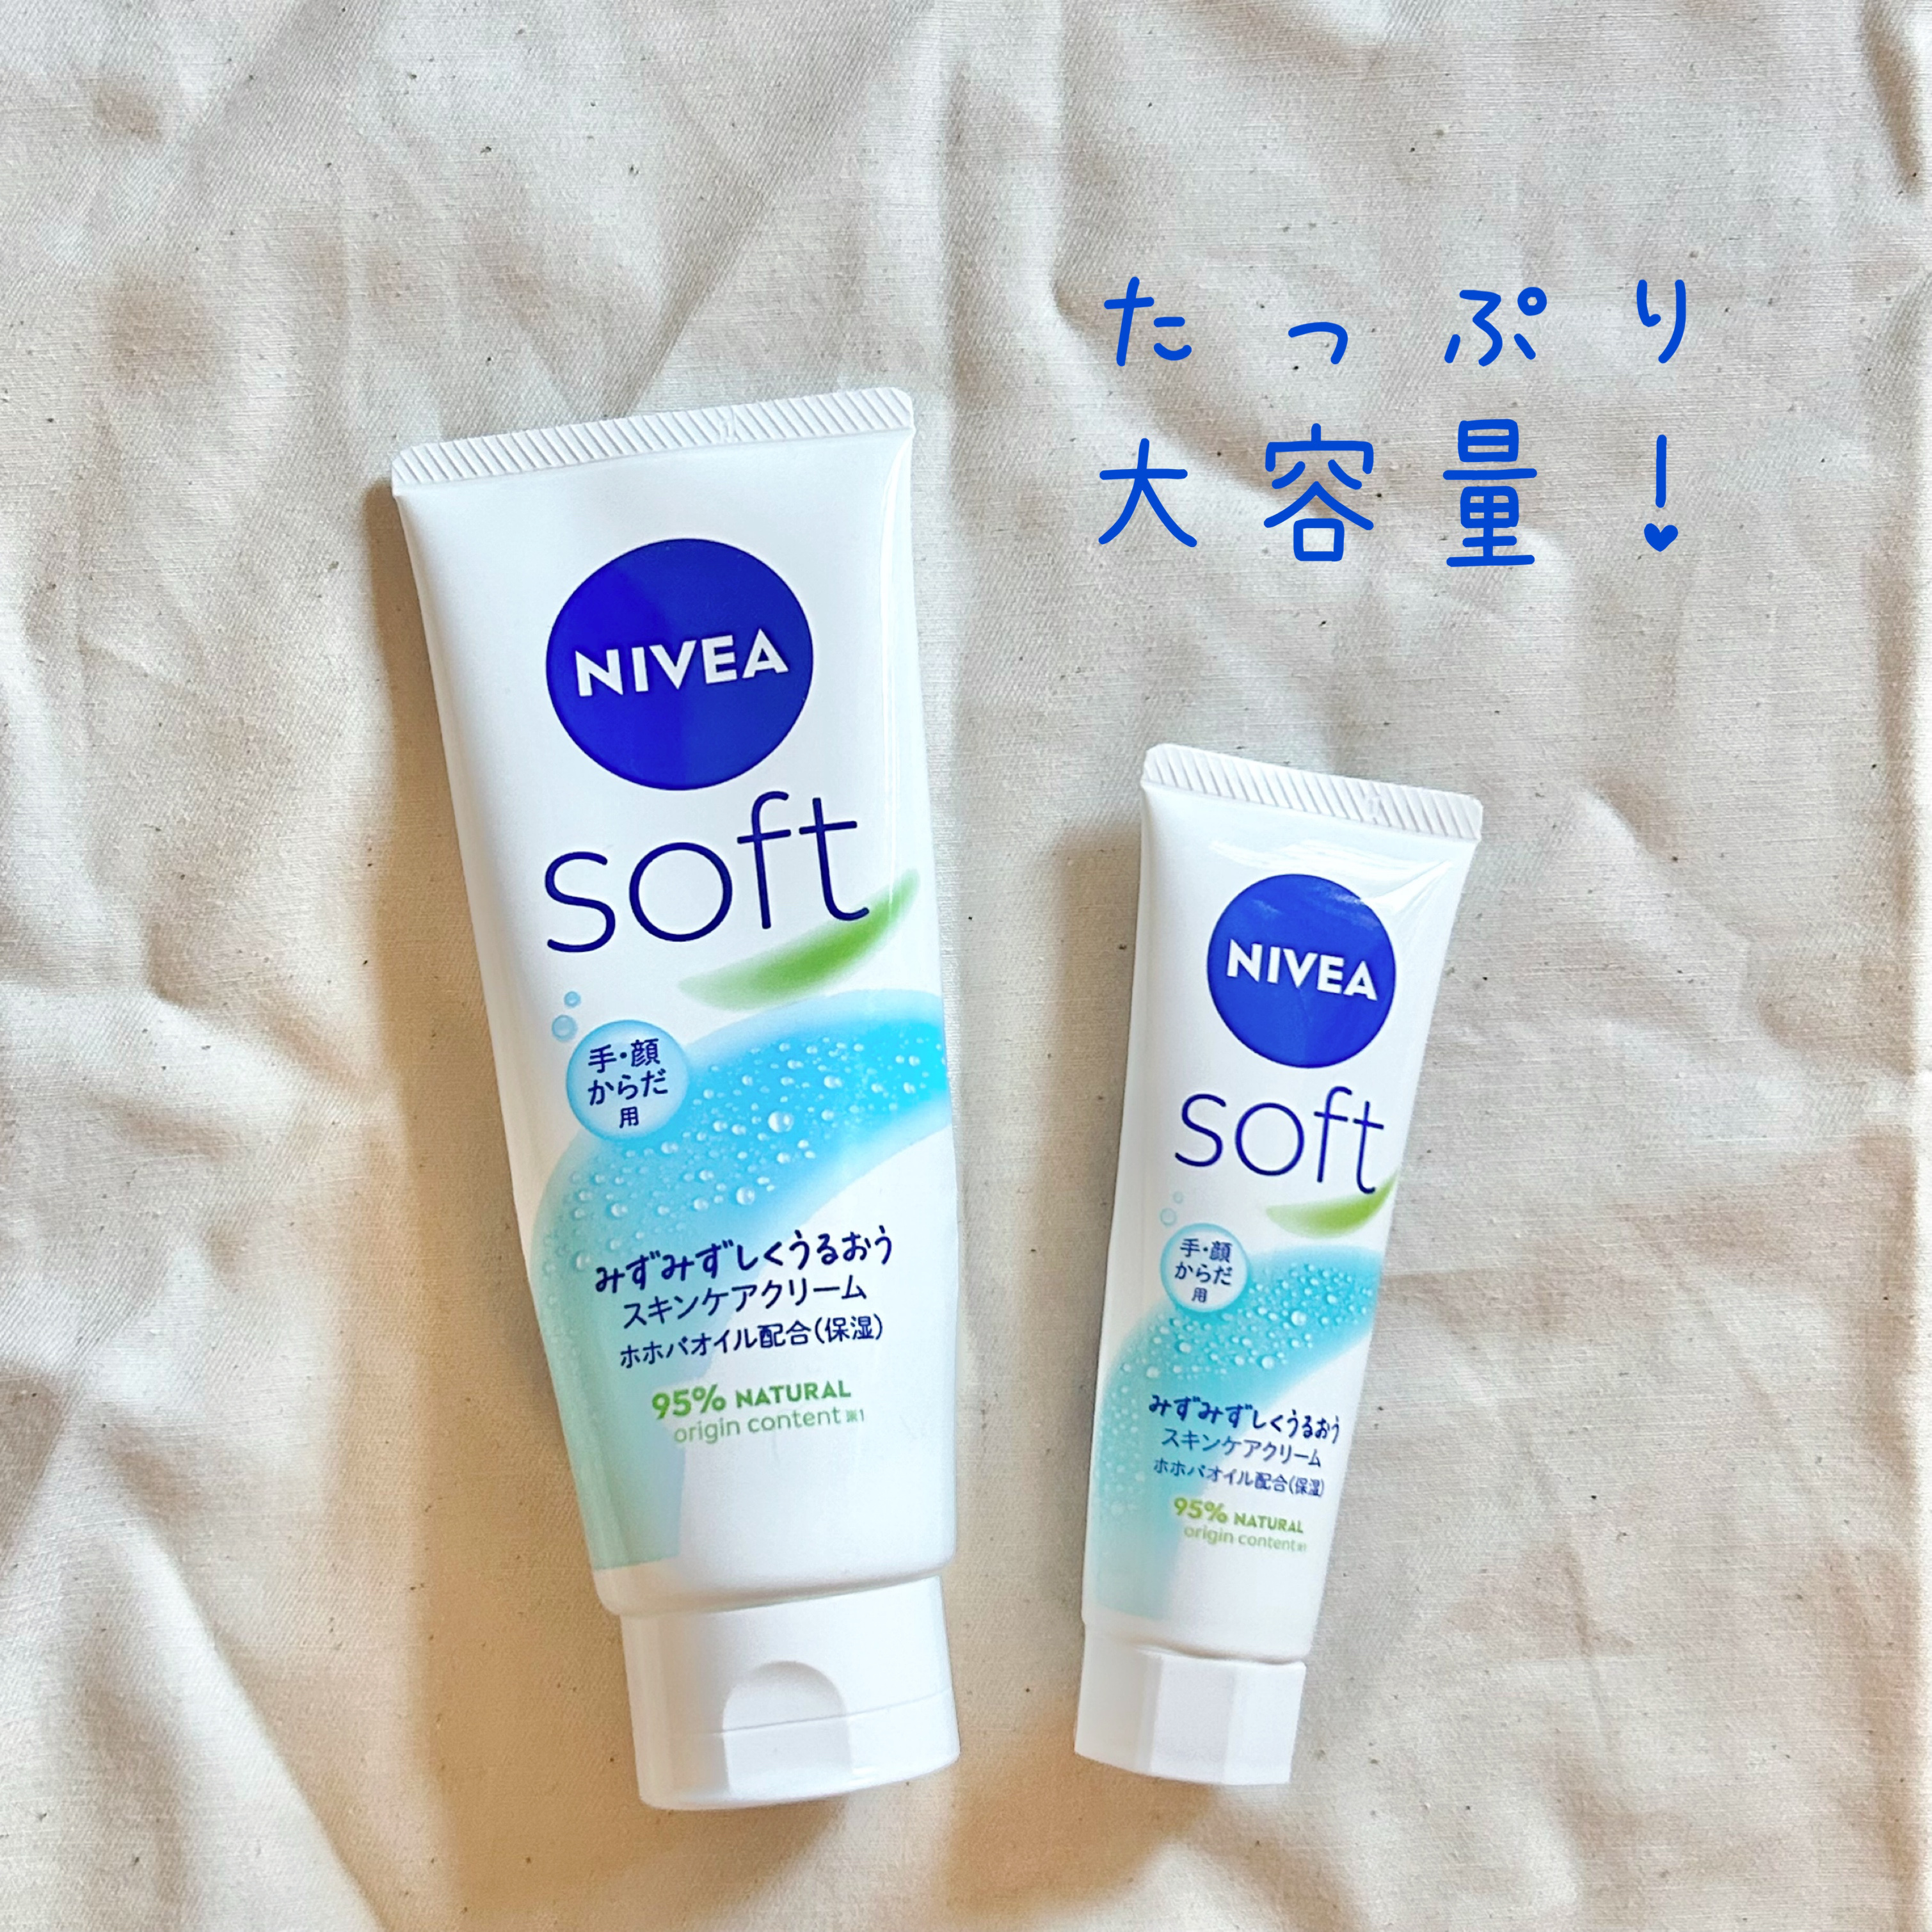 たっぷり
大容量！
NIVEA
soft
手・顔
からだ
用
みずみずしくうるおう
スキンケアクリーム
ホホバオイル配合(保湿)
95% NATURAL
origin content※1
NIVEA
soft
手・顔
からだ
用
みずみずしくうるおう
スキンケアクリーム
ホホバオイル配合(保湿)
95% NATURAL
origin content※1